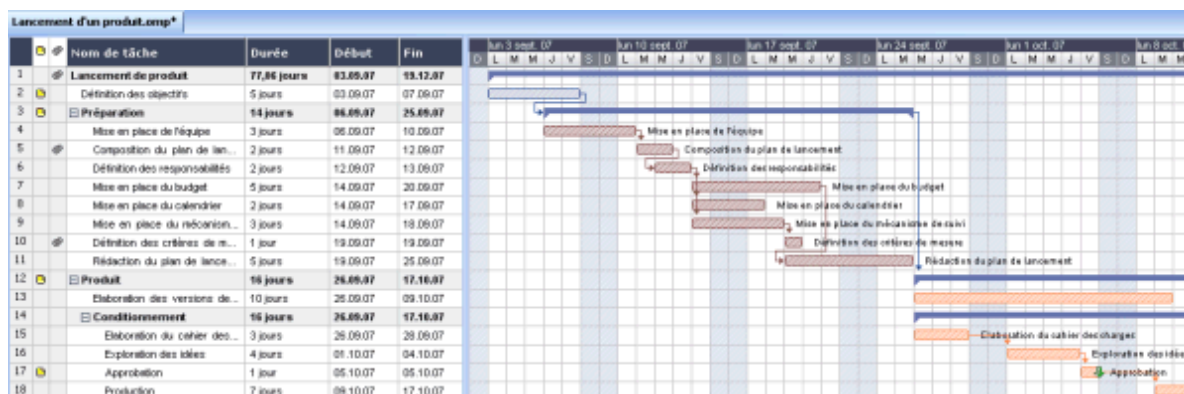 Lancement d'un produit.omp*
Nom de tâche Durée Début Fin
lun 3 sept. 07 lun 10 sept. 07 lun 17 sept. 07 lun 24 sept. 07 lun 1 oct. 07 lun 8 oct.
D L M M J V S D L M M J V S D L M M J V S D L M M J V S D L M M J V S D L M M
1 Lancement de produit 77,86 jours 03.09.07 19.12.07
2 Définition des objectifs 5 jours 03.09.07 07.09.07
3 Préparation 14 jours 06.09.07 25.09.07
4 Mise en place de l'équipe 3 jours 06.09.07 10.09.07 Mise en place de l'équipe
5 Composition du plan de lan... 2 jours 11.09.07 12.09.07 Composition du plan de lancement
6 Définition des responsabilités 2 jours 12.09.07 13.09.07 Définition des responsabilités
7 Mise en place du budget 5 jours 14.09.07 20.09.07 Mise en place du budget
8 Mise en place du calendrier 2 jours 14.09.07 17.09.07 Mise en place du calendrier
9 Mise en place du mécanism... 3 jours 14.09.07 18.09.07 Mise en place du mécanisme de suivi
10 Définition des critères de m... 1 jour 19.09.07 19.09.07 Définition des critères de mesure
11 Rédaction du plan de lance... 5 jours 19.09.07 25.09.07 Rédaction du plan de lancement
12 Produit 16 jours 26.09.07 17.10.07
13 Elaboration des versions de... 10 jours 26.09.07 09.10.07
14 Conditionnement 16 jours 26.09.07 17.10.07
15 Elaboration du cahier des... 3 jours 26.09.07 28.09.07 Elaboration du cahier des charges
16 Exploration des idées 4 jours 01.10.07 04.10.07 Exploration des idée
17 Approbation 1 jour 05.10.07 05.10.07 Approbation
18 Production 7 jours 09.10.07 17.10.07